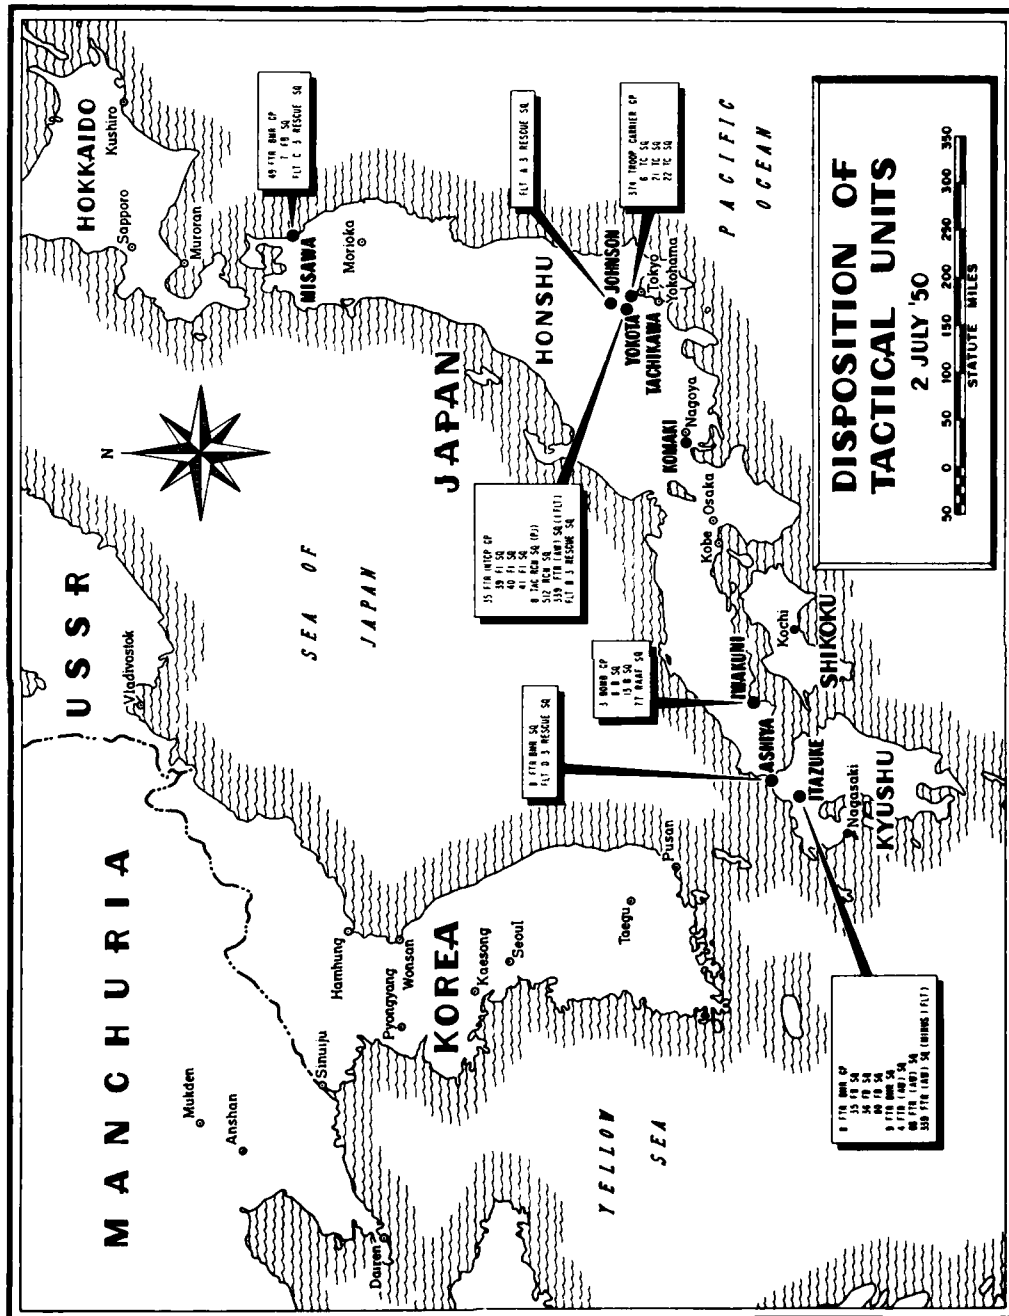 DISPOSITION OF
TACTICAL UNITS
2 JULY '50
50 0 50 100 150 200 250 300 350
STATUTE MILES
MANCHURIA
Mukden
Anshan
Dairen
USSR
Vladivostok
N
HOKKAIDO
Kushiro
Sapporo
Muroran
49 FTR BMR GP
7 FB SQ
FLT C 3 RESCUE SQ
MISAWA
Morioka
SEA OF
JAPAN
JAPAN
HONSHU
FLT A 3 RESCUE SQ
JOHNSON
374 TROOP CARRIER GP
6 TC SQ
21 TC SQ
22 TC SQ
YOKOTA
TACHIKAWA
Tokyo
Yokohama
35 FTR INTCP GP
39 FI SQ
40 FI SQ
41 FI SQ
8 TAC RCN SQ (PJ)
512 RCN SQ
339 FTR (AW) SQ (1 FLT)
FLT B 3 RESCUE SQ
KOMAKI
Nagoya
Osaka
Kobe
PACIFIC
OCEAN
3 BOMB GP
8 B SQ
13 B SQ
77 RAAF SQ
IWAKUNI
Kochi
SHIKOKU
9 FTR BMR SQ
FLT D 3 RESCUE SQ
ASHIYA
ITAZUKE
Nagasaki
KYUSHU
8 FTR BMR GP
35 FB SQ
36 FB SQ
80 FB SQ
9 FTR BMR SQ
4 FTR (AW) SQ
68 FTR (AW) SQ
339 FTR (AW) SQ (MINUS 1 FLT)
KOREA
Sinuiju
Hamhung
Wonsan
Pyongyang
Kaesong
Seoul
Taegu
Pusan
YELLOW
SEA